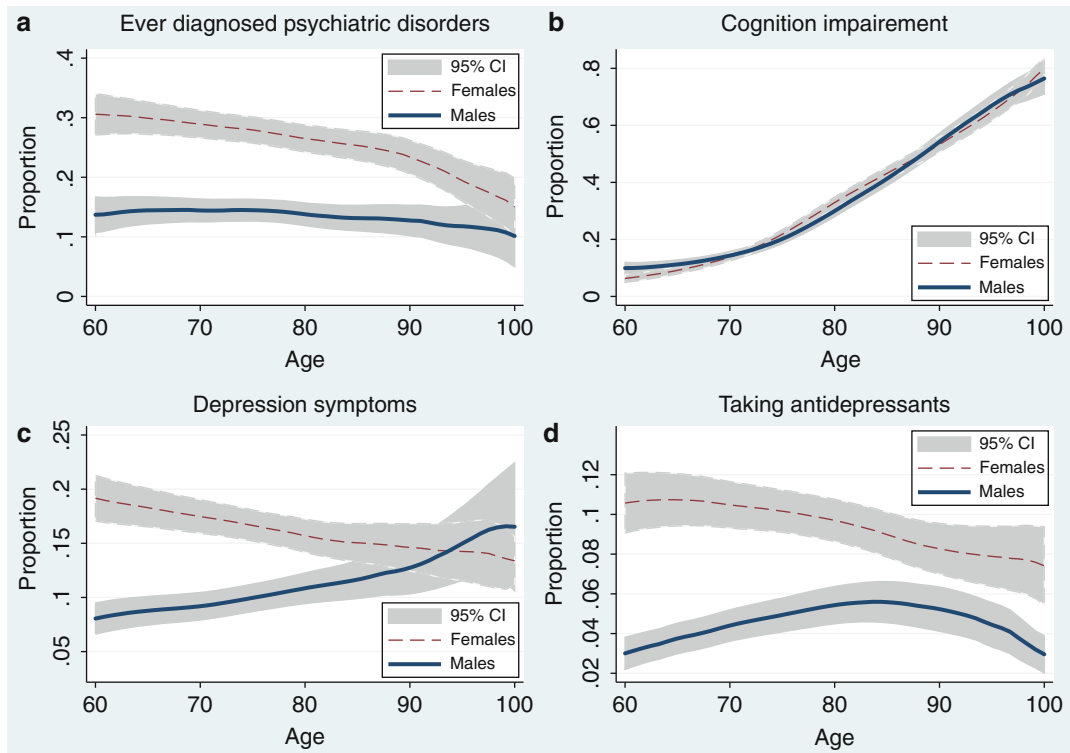 a Ever diagnosed psychiatric disorders
.4
.3
.2
.1
0
Proportion
95% CI
Females
Males
60 70 80 90 100
Age
b Cognition impairement
.8
.6
.4
.2
0
Proportion
95% CI
Females
Males
60 70 80 90 100
Age
c Depression symptoms
25
.2
.15
.1
.05
Proportion
95% CI
Females
Males
60 70 80 90 100
Age
d Taking antidepressants
.12
.1
.08
.06
.04
.02
Proportion
95% CI
Females
Males
60 70 80 90 100
Age